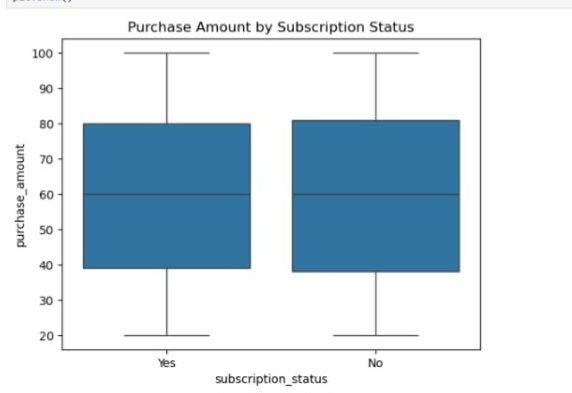 Purchase Amount by Subscription Status
100
90
80
70
60
50
40
30
20
purchase_amount
Yes No
subscription_status